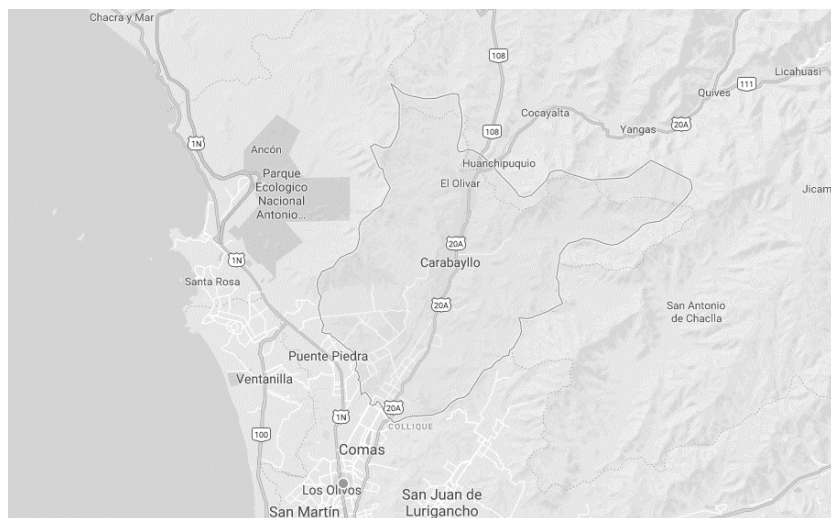 Chacra y Mar
108
Licahuasi
111
Quives
Cocayalta
20A
Yangas
108
1N
Ancón
Huanchipuquio
Parque
Ecologico
Nacional
Antonio...
El Olivar
Jicam
20A
1N
Carabayllo
Santa Rosa
20A
San Antonio
de Chaclla
Puente Piedra
Ventanilla
20A
1N
COLLIQUE
100
Comas
Los Olivos
San Juan de
Lurigancho
San Martín